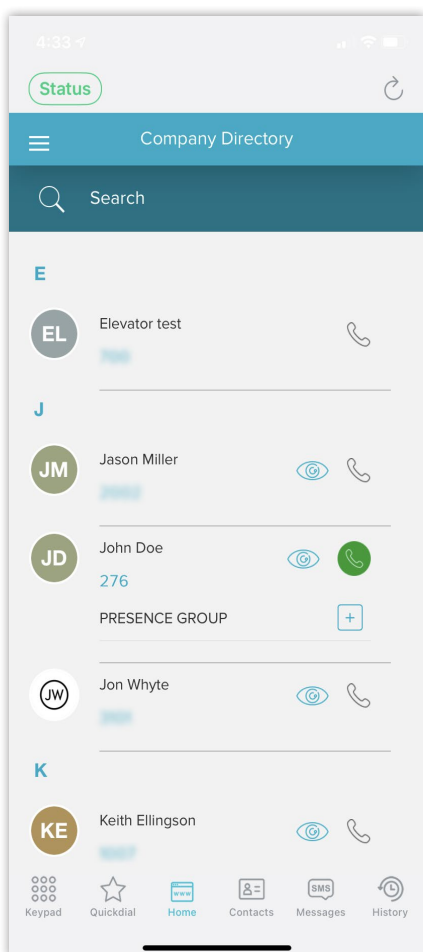 4:33
Status
Company Directory
Search
E
EL
Elevator test
J
JM
Jason Miller
JD
John Doe
276
PRESENCE GROUP
JW
Jon Whyte
K
KE
Keith Ellingson
www
SMS
Keypad Quickdial Home Contacts Messages History